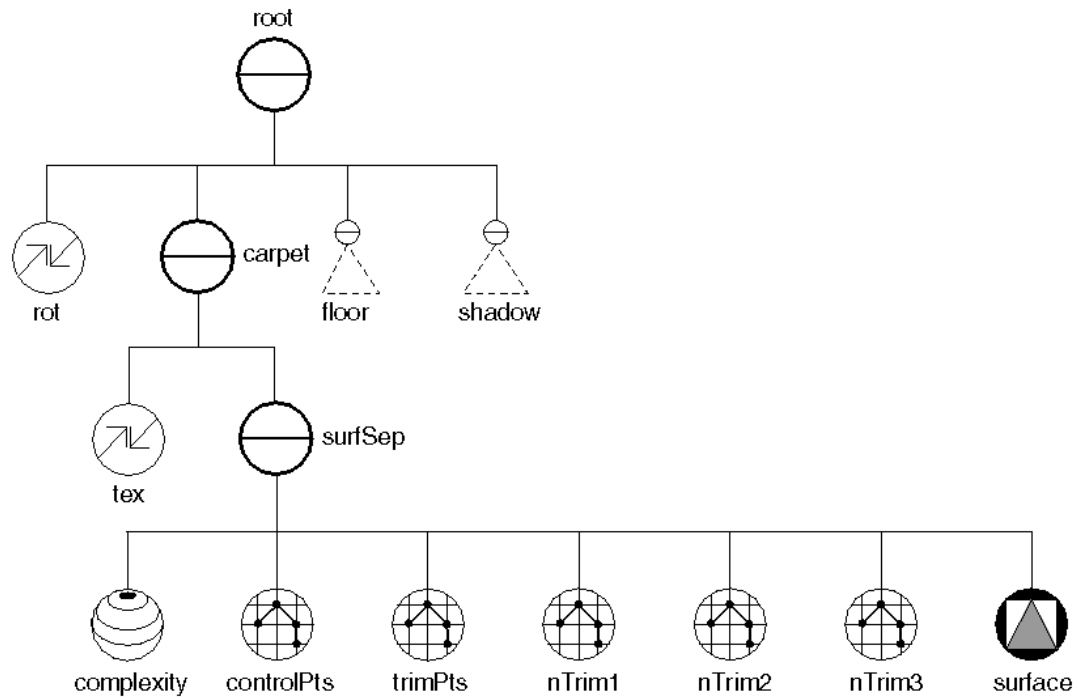 root
carpet
rot
floor
shadow
surfSep
tex
complexity
controlPts
trimPts
nTrim1
nTrim2
nTrim3
surface